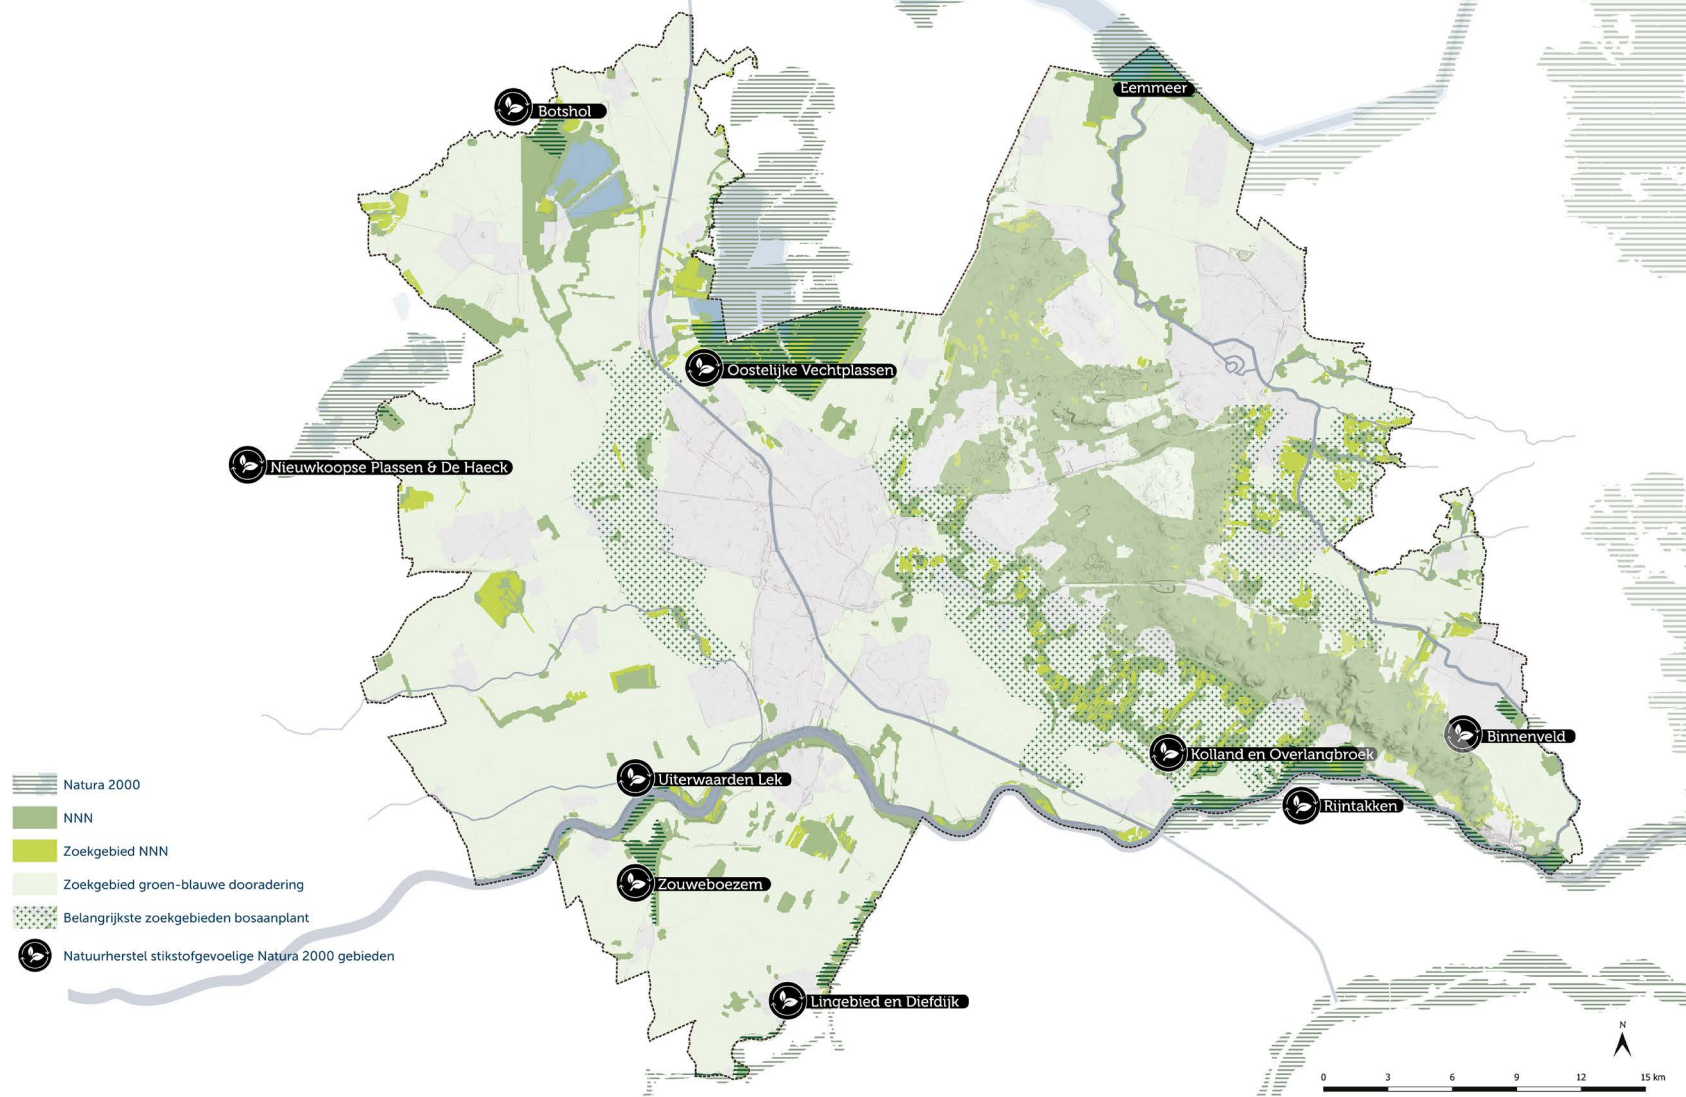 Botshol
Eemmeer
Oostelijke Vechtplassen
Nieuwkoopse Plassen & De Haeck
Binnenveld
Kolland en Overlangbroek
Uiterwaarden Lek
Rijntakken
Zouweboezem
Lingebied en Diefdijk
Natura 2000
NNN
Zoekgebied NNN
Zoekgebied groen-blauwe dooradering
Belangrijkste zoekgebieden bosaanplant
Natuurherstel stikstofgevoelige Natura 2000 gebieden
N
0 3 6 9 12 15 km